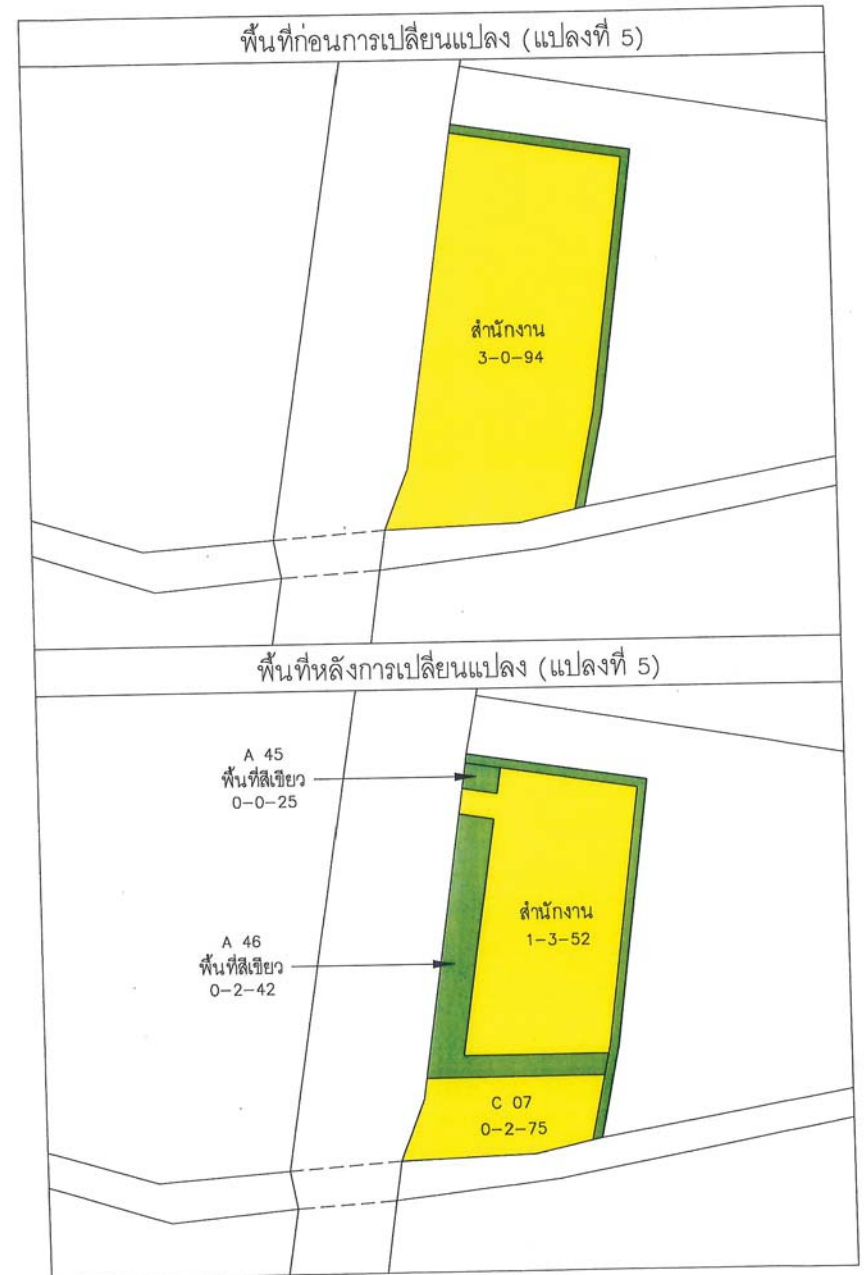 พื้นที่ก่อนการเปลี่ยนแปลง (แปลงที่ 5)
สำนักงาน
3-0-94
พื้นที่หลังการเปลี่ยนแปลง (แปลงที่ 5)
A 45
พื้นที่สีเขียว
0-0-25
สำนักงาน
1-3-52
A 46
พื้นที่สีเขียว
0-2-42
C 07
0-2-75